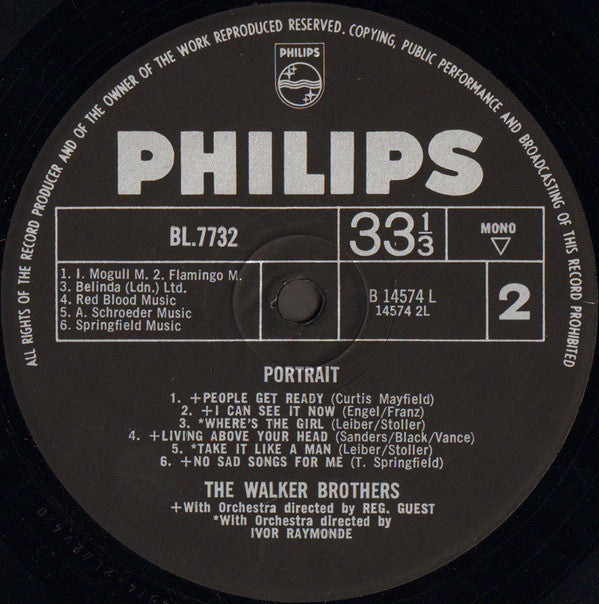 ALL RIGHTS OF THE RECORD PRODUCER AND OF THE OWNER OF THE WORK REPRODUCED RESERVED. COPYING, PUBLIC PERFORMANCE AND BROADCASTING OF THIS RECORD PROHIBITED
PHILIPS
PHILIPS
BL.7732
33 1/3
MONO
1. I. Mogull M. 2. Flamingo M.
3. Belinda (Ldn.) Ltd.
4. Red Blood Music
5. A. Schroeder Music
6. Springfield Music
B 14574 L
14574 2L
2
PORTRAIT
1. +PEOPLE GET READY (Curtis Mayfield)
2. +I CAN SEE IT NOW (Engel/Franz)
3. *WHERE'S THE GIRL (Leiber/Stoller)
4. +LIVING ABOVE YOUR HEAD (Sanders/Black/Vance)
5. *TAKE IT LIKE A MAN (Leiber/Stoller)
6. +NO SAD SONGS FOR ME (T. Springfield)
THE WALKER BROTHERS
+With Orchestra directed by REG. GUEST
*With Orchestra directed by
IVOR RAYMONDE